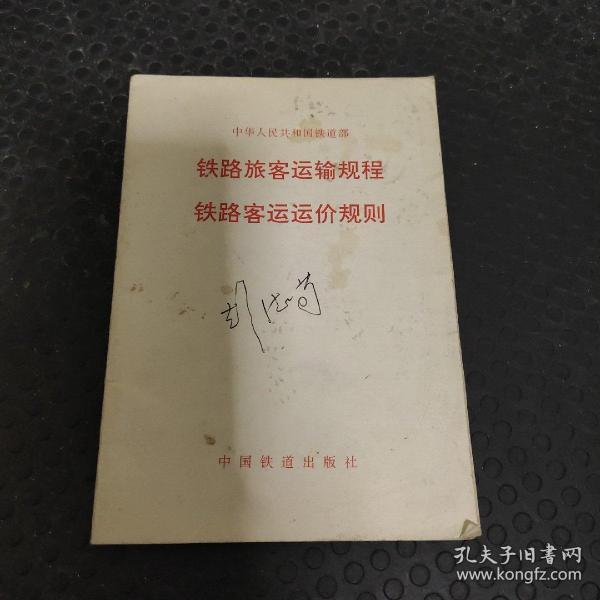 中华人民共和国铁道部
铁路旅客运输规程
铁路客运运价规则
中国铁道出版社
孔夫子旧书网
www.kongfz.com